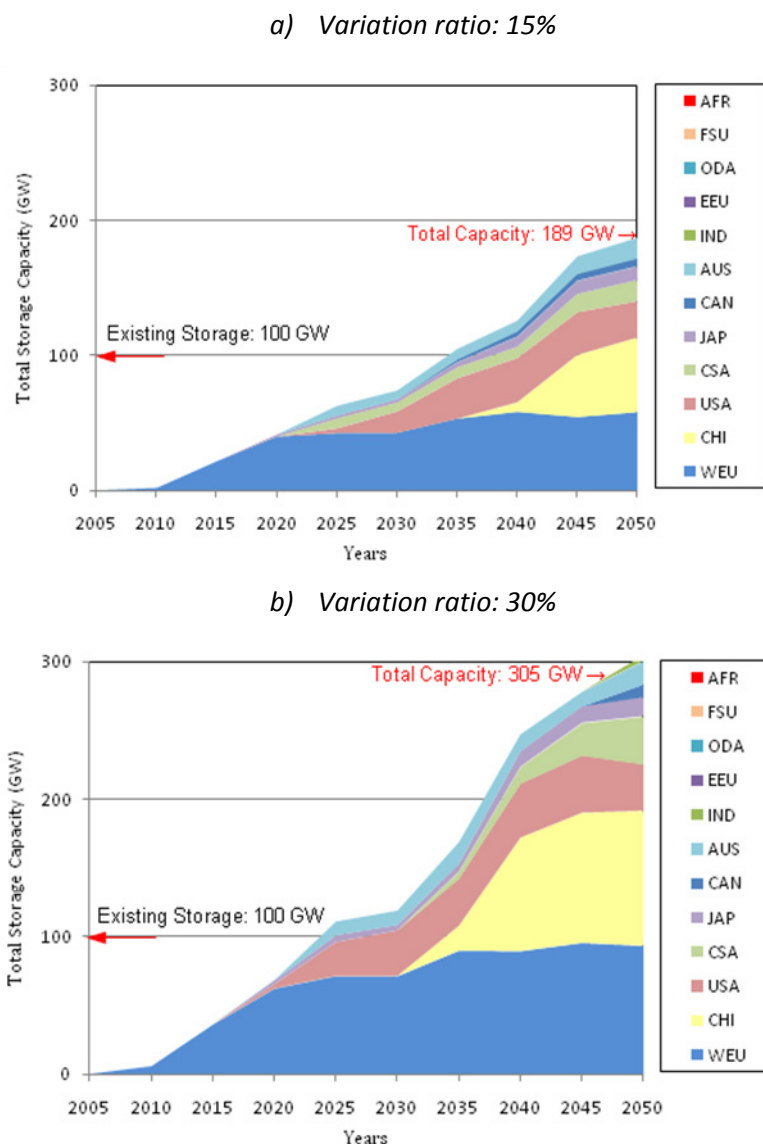 a) Variation ratio: 15%
Total Storage Capacity (GW)
300
200
100
0
Total Capacity: 189 GW→
Existing Storage: 100 GW
2005 2010 2015 2020 2025 2030 2035 2040 2045 2050
Years
AFR
FSU
ODA
EEU
IND
AUS
CAN
JAP
CSA
USA
CHI
WEU
b) Variation ratio: 30%
Total Storage Capacity (GW)
300
200
100
0
Total Capacity: 305 GW→
Existing Storage: 100 GW
2005 2010 2015 2020 2025 2030 2035 2040 2045 2050
Years
AFR
FSU
ODA
EEU
IND
AUS
CAN
JAP
CSA
USA
CHI
WEU